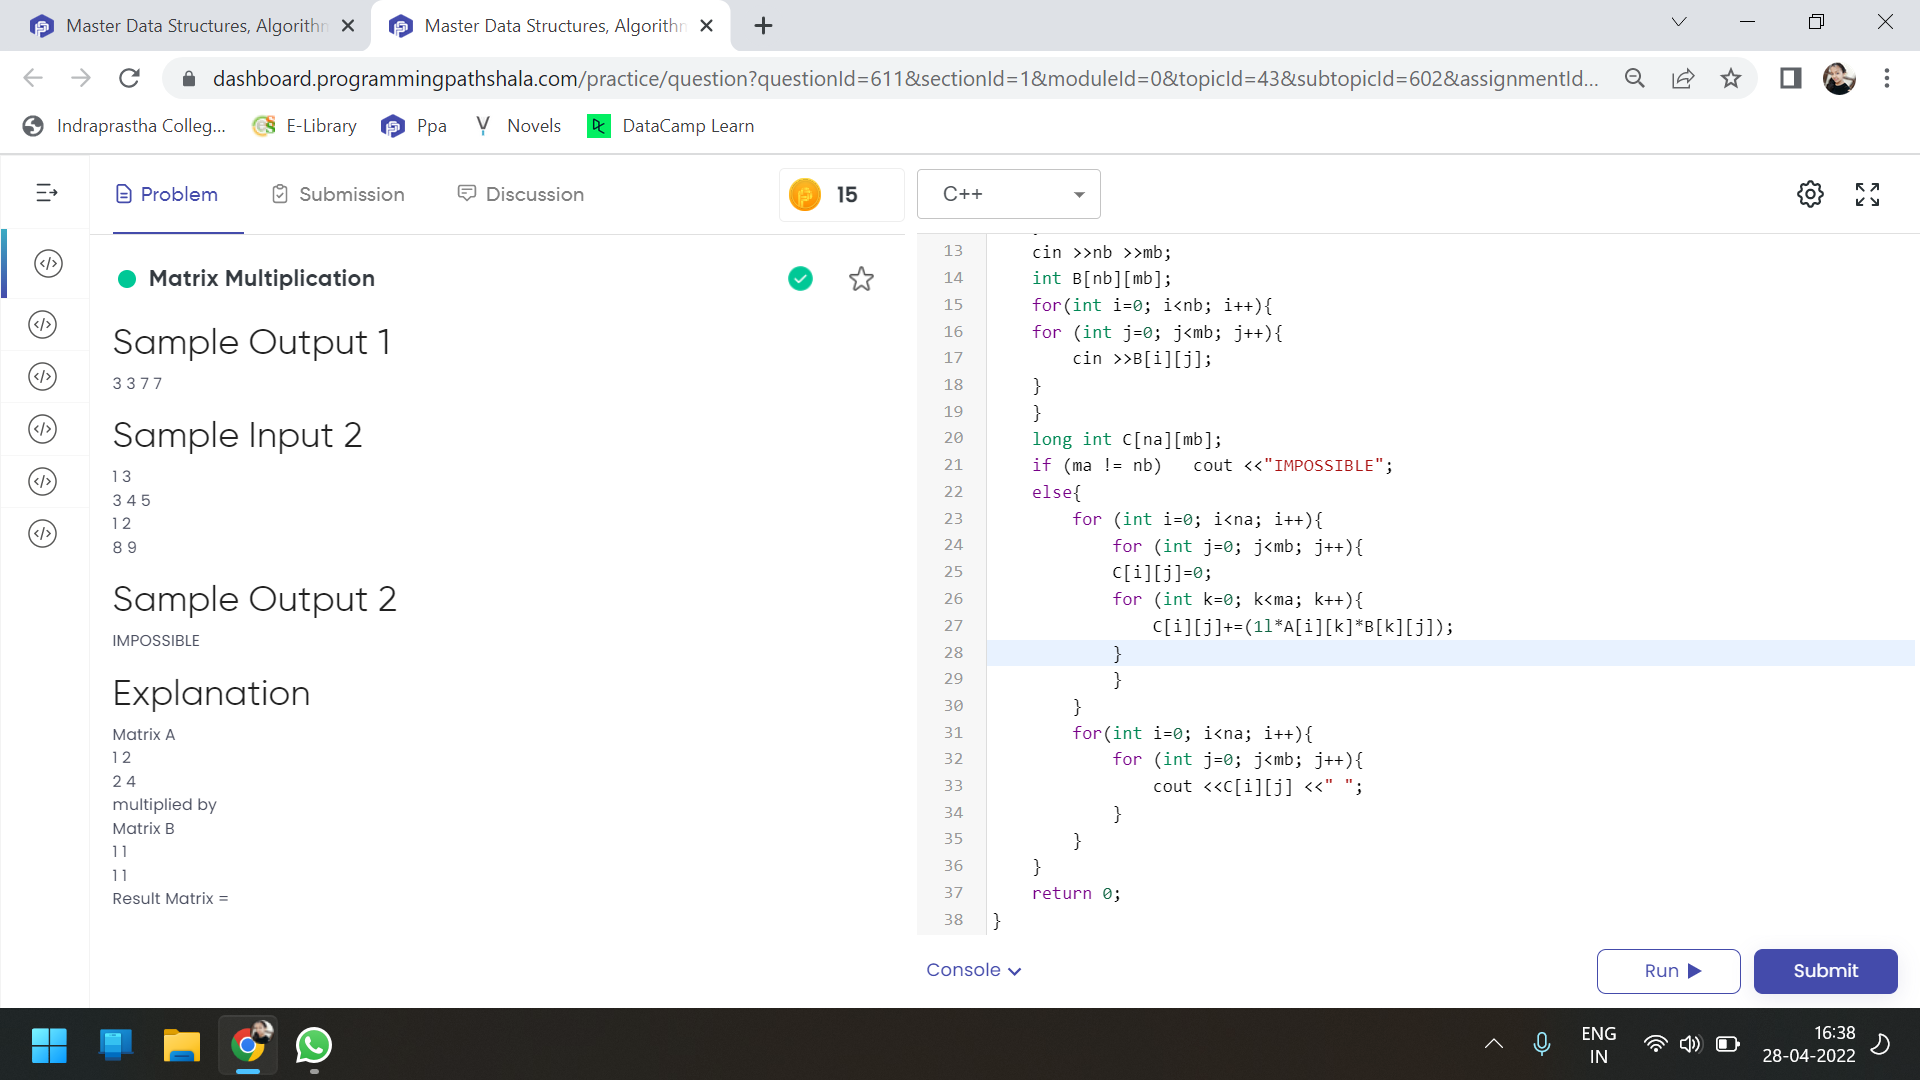 Master Data Structures, Algorithm
Master Data Structures, Algorithm
dashboard.programmingpathshala.com/practice/question?questionId=611&sectionId=1&moduleId=0&topicId=43&subtopicId=602&assignmentId...
Indraprastha Colleg...
E-Library
Ppa
Novels
DataCamp Learn
Problem
Submission
Discussion
15
C++
Matrix Multiplication
Sample Output 1
3 3 7 7
Sample Input 2
1 3
3 4 5
1 2
8 9
Sample Output 2
IMPOSSIBLE
Explanation
Matrix A
1 2
2 4
multiplied by
Matrix B
1 1
1 1
Result Matrix =
13 cin >>nb >>mb;
14 int B[nb][mb];
15 for(int i=0; i<nb; i++){
16 for (int j=0; j<mb; j++){
17 cin >>B[i][j];
18 }
19 }
20 long int C[na][mb];
21 if (ma != nb)   cout <<"IMPOSSIBLE";
22 else{
23 for (int i=0; i<na; i++){
24 for (int j=0; j<mb; j++){
25 C[i][j]=0;
26 for (int k=0; k<ma; k++){
27 C[i][j]+=(1l*A[i][k]*B[k][j]);
28 }
29 }
30 }
31 for(int i=0; i<na; i++){
32 for (int j=0; j<mb; j++){
33 cout <<C[i][j] <<" ";
34 }
35 }
36 }
37 return 0;
38 }
Console
Run
Submit
ENG
IN
16:38
28-04-2022